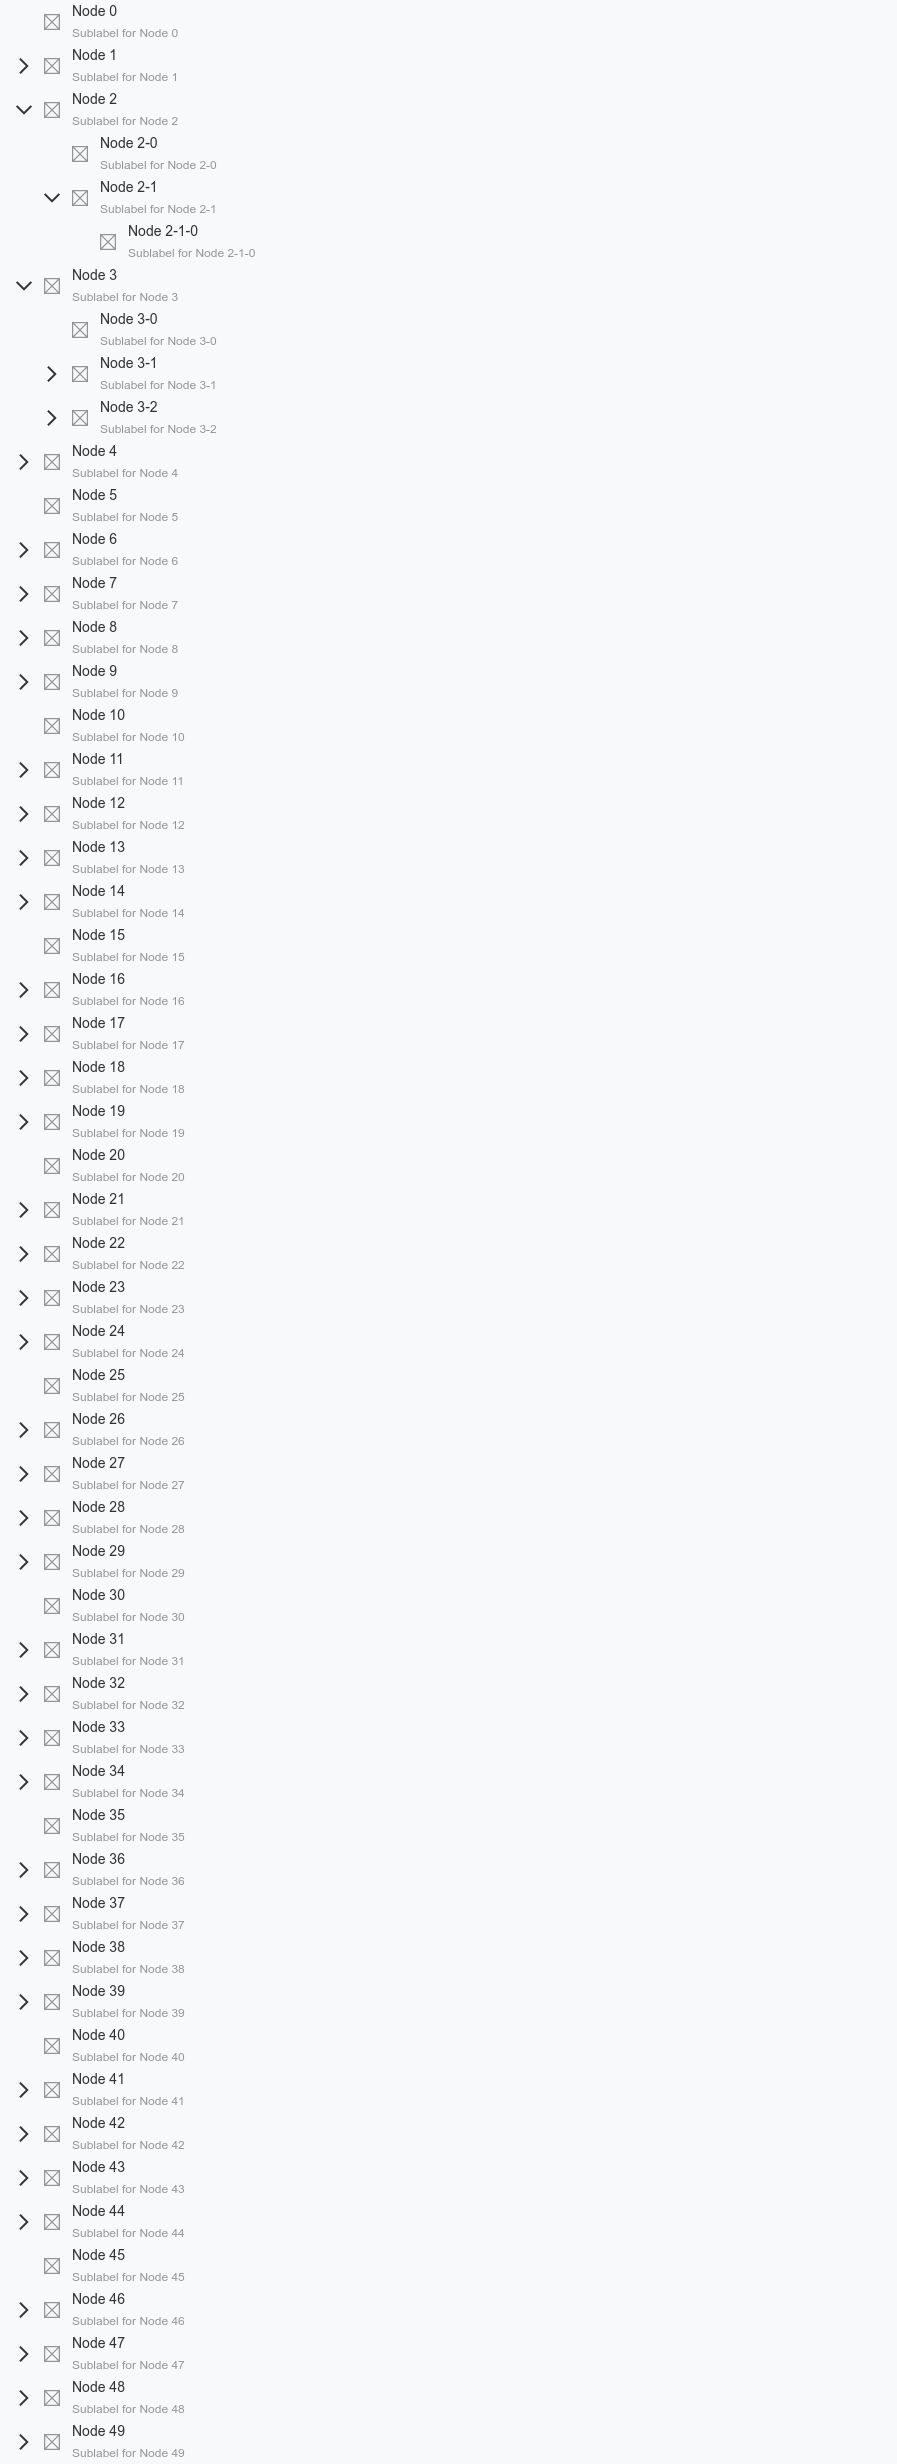 Node 0
Sublabel for Node 0
Node 1
Sublabel for Node 1
Node 2
Sublabel for Node 2
Node 2-0
Sublabel for Node 2-0
Node 2-1
Sublabel for Node 2-1
Node 2-1-0
Sublabel for Node 2-1-0
Node 3
Sublabel for Node 3
Node 3-0
Sublabel for Node 3-0
Node 3-1
Sublabel for Node 3-1
Node 3-2
Sublabel for Node 3-2
Node 4
Sublabel for Node 4
Node 5
Sublabel for Node 5
Node 6
Sublabel for Node 6
Node 7
Sublabel for Node 7
Node 8
Sublabel for Node 8
Node 9
Sublabel for Node 9
Node 10
Sublabel for Node 10
Node 11
Sublabel for Node 11
Node 12
Sublabel for Node 12
Node 13
Sublabel for Node 13
Node 14
Sublabel for Node 14
Node 15
Sublabel for Node 15
Node 16
Sublabel for Node 16
Node 17
Sublabel for Node 17
Node 18
Sublabel for Node 18
Node 19
Sublabel for Node 19
Node 20
Sublabel for Node 20
Node 21
Sublabel for Node 21
Node 22
Sublabel for Node 22
Node 23
Sublabel for Node 23
Node 24
Sublabel for Node 24
Node 25
Sublabel for Node 25
Node 26
Sublabel for Node 26
Node 27
Sublabel for Node 27
Node 28
Sublabel for Node 28
Node 29
Sublabel for Node 29
Node 30
Sublabel for Node 30
Node 31
Sublabel for Node 31
Node 32
Sublabel for Node 32
Node 33
Sublabel for Node 33
Node 34
Sublabel for Node 34
Node 35
Sublabel for Node 35
Node 36
Sublabel for Node 36
Node 37
Sublabel for Node 37
Node 38
Sublabel for Node 38
Node 39
Sublabel for Node 39
Node 40
Sublabel for Node 40
Node 41
Sublabel for Node 41
Node 42
Sublabel for Node 42
Node 43
Sublabel for Node 43
Node 44
Sublabel for Node 44
Node 45
Sublabel for Node 45
Node 46
Sublabel for Node 46
Node 47
Sublabel for Node 47
Node 48
Sublabel for Node 48
Node 49
Sublabel for Node 49